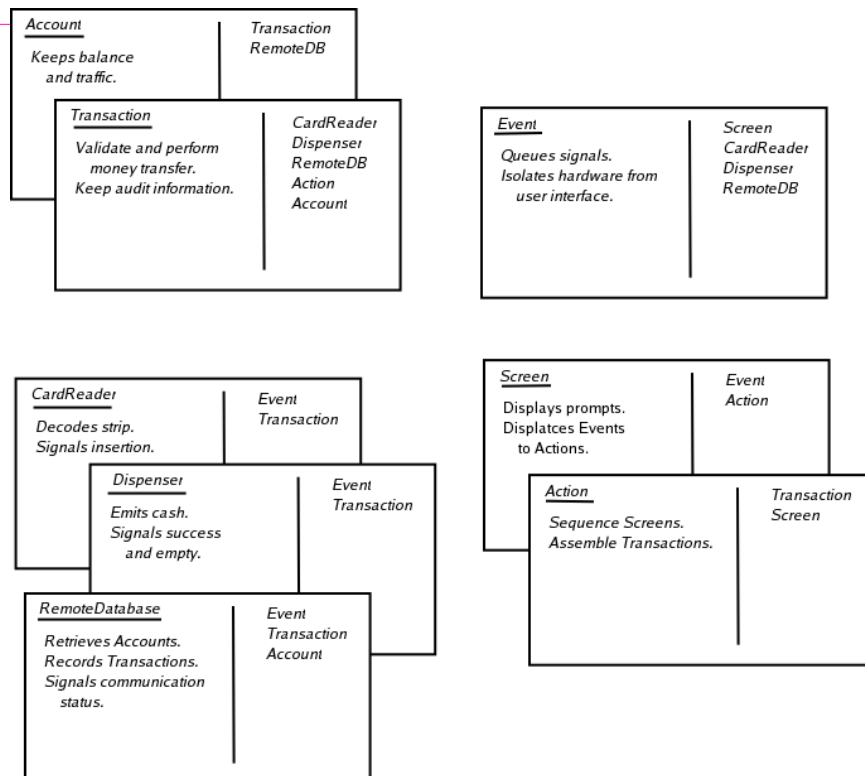 Account
Keeps balance
and traffic.
Transaction
RemoteDB
Transaction
Validate and perform
money transfer.
Keep audit information.
CardReader
Dispenser
RemoteDB
Action
Account
Event
Queues signals.
Isolates hardware from
user interface.
Screen
CardReader
Dispenser
RemoteDB
CardReader
Decodes strip.
Signals insertion.
Event
Transaction
Dispenser
Emits cash.
Signals success
and empty.
Event
Transaction
RemoteDatabase
Retrieves Accounts.
Records Transactions.
Signals communication
status.
Event
Transaction
Account
Screen
Displays prompts.
Displatces Events
to Actions.
Event
Action
Action
Sequence Screens.
Assemble Transactions.
Transaction
Screen